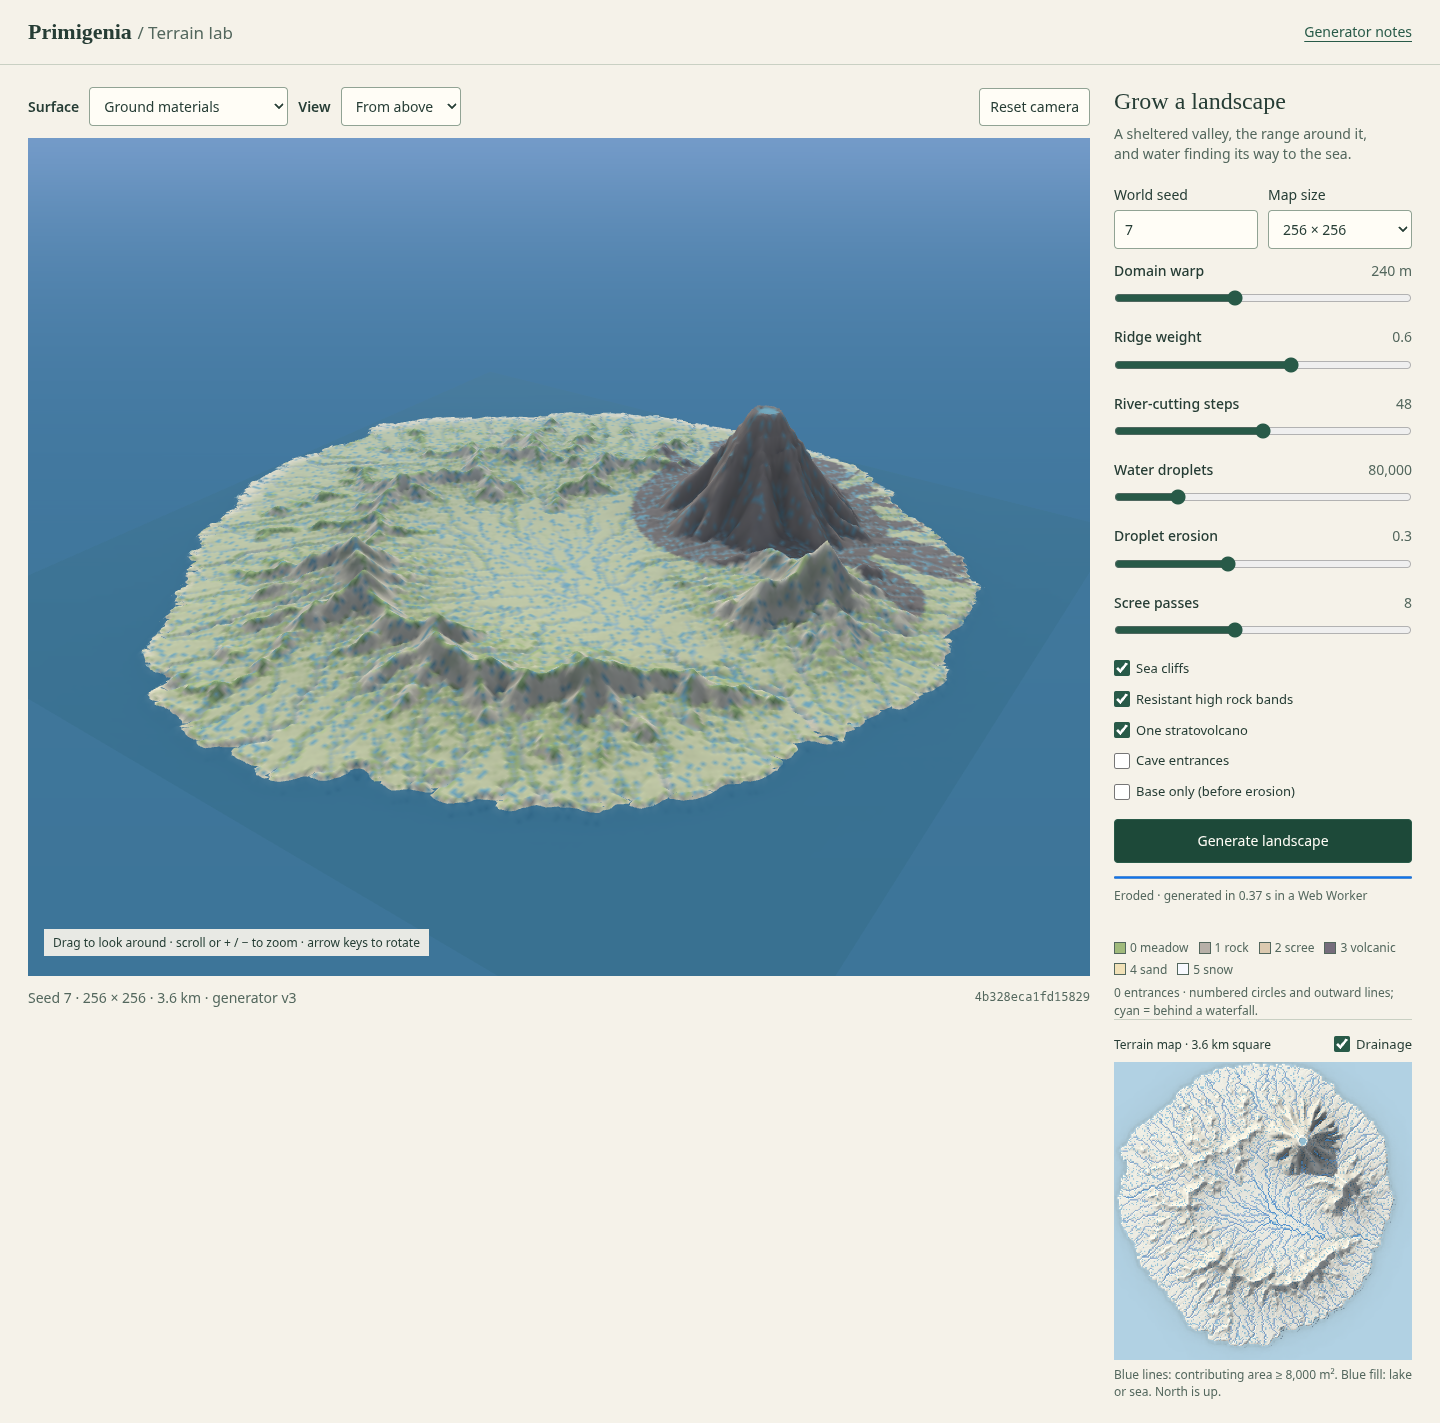 Primigenia / Terrain lab
Generator notes
Surface
Ground materials
View
From above
Reset camera
Drag to look around · scroll or + / − to zoom · arrow keys to rotate
Seed 7 · 256 × 256 · 3.6 km · generator v3
4b328eca1fd15829
Grow a landscape
A sheltered valley, the range around it,
and water finding its way to the sea.
World seed
Map size
7
256 × 256
Domain warp
240 m
Ridge weight
0.6
River-cutting steps
48
Water droplets
80,000
Droplet erosion
0.3
Scree passes
8
Sea cliffs
Resistant high rock bands
One stratovolcano
Cave entrances
Base only (before erosion)
Generate landscape
Eroded · generated in 0.37 s in a Web Worker
0 meadow
1 rock
2 scree
3 volcanic
4 sand
5 snow
0 entrances · numbered circles and outward lines;
cyan = behind a waterfall.
Terrain map · 3.6 km square
Drainage
Blue lines: contributing area ≥ 8,000 m². Blue fill: lake
or sea. North is up.